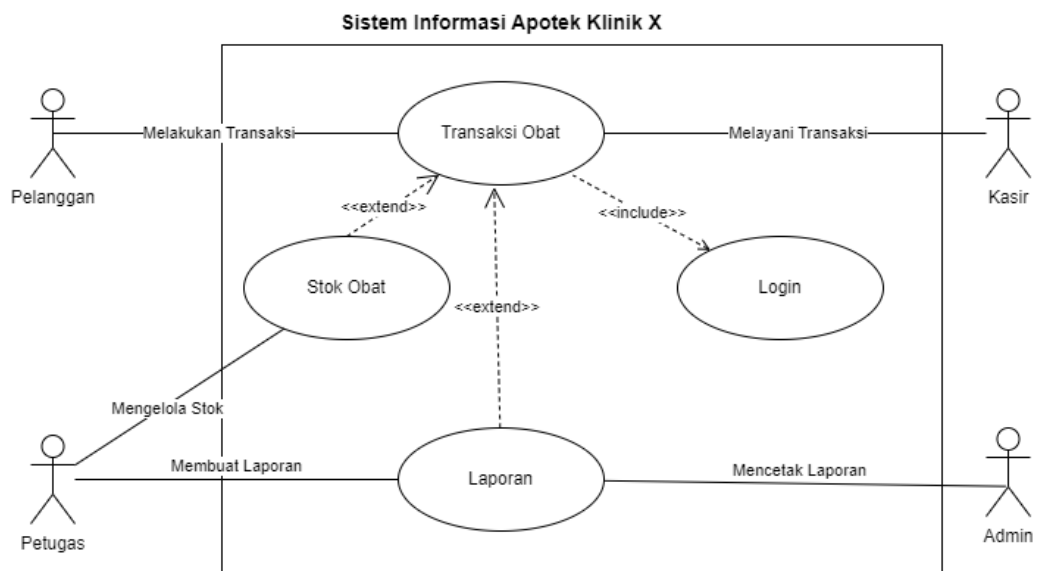 Sistem Informasi Apotek Klinik X
Melakukan Transaksi
Transaksi Obat
Melayani Transaksi
Pelanggan
Kasir
<<extend>>
<<include>>
Stok Obat
Login
<<extend>>
Mengelola Stok
Membuat Laporan
Laporan
Mencetak Laporan
Petugas
Admin